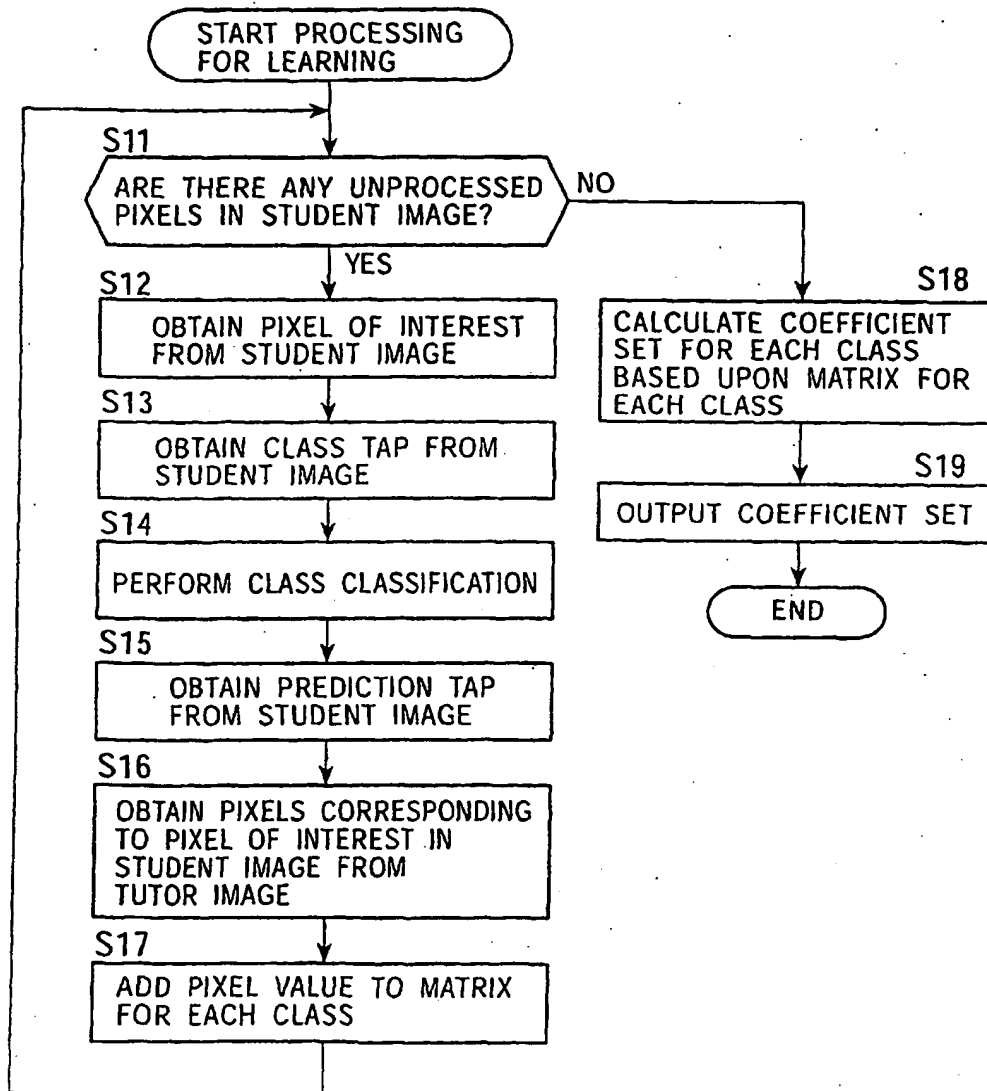 START PROCESSING
FOR LEARNING
S11
ARE THERE ANY UNPROCESSED
PIXELS IN STUDENT IMAGE?
NO
YES
S12
OBTAIN PIXEL OF INTEREST
FROM STUDENT IMAGE
S13
OBTAIN CLASS TAP FROM
STUDENT IMAGE
S14
PERFORM CLASS CLASSIFICATION
S15
OBTAIN PREDICTION TAP
FROM STUDENT IMAGE
S16
OBTAIN PIXELS CORRESPONDING
TO PIXEL OF INTEREST IN
STUDENT IMAGE FROM
TUTOR IMAGE
S17
ADD PIXEL VALUE TO MATRIX
FOR EACH CLASS
S18
CALCULATE COEFFICIENT
SET FOR EACH CLASS
BASED UPON MATRIX FOR
EACH CLASS
S19
OUTPUT COEFFICIENT SET
END